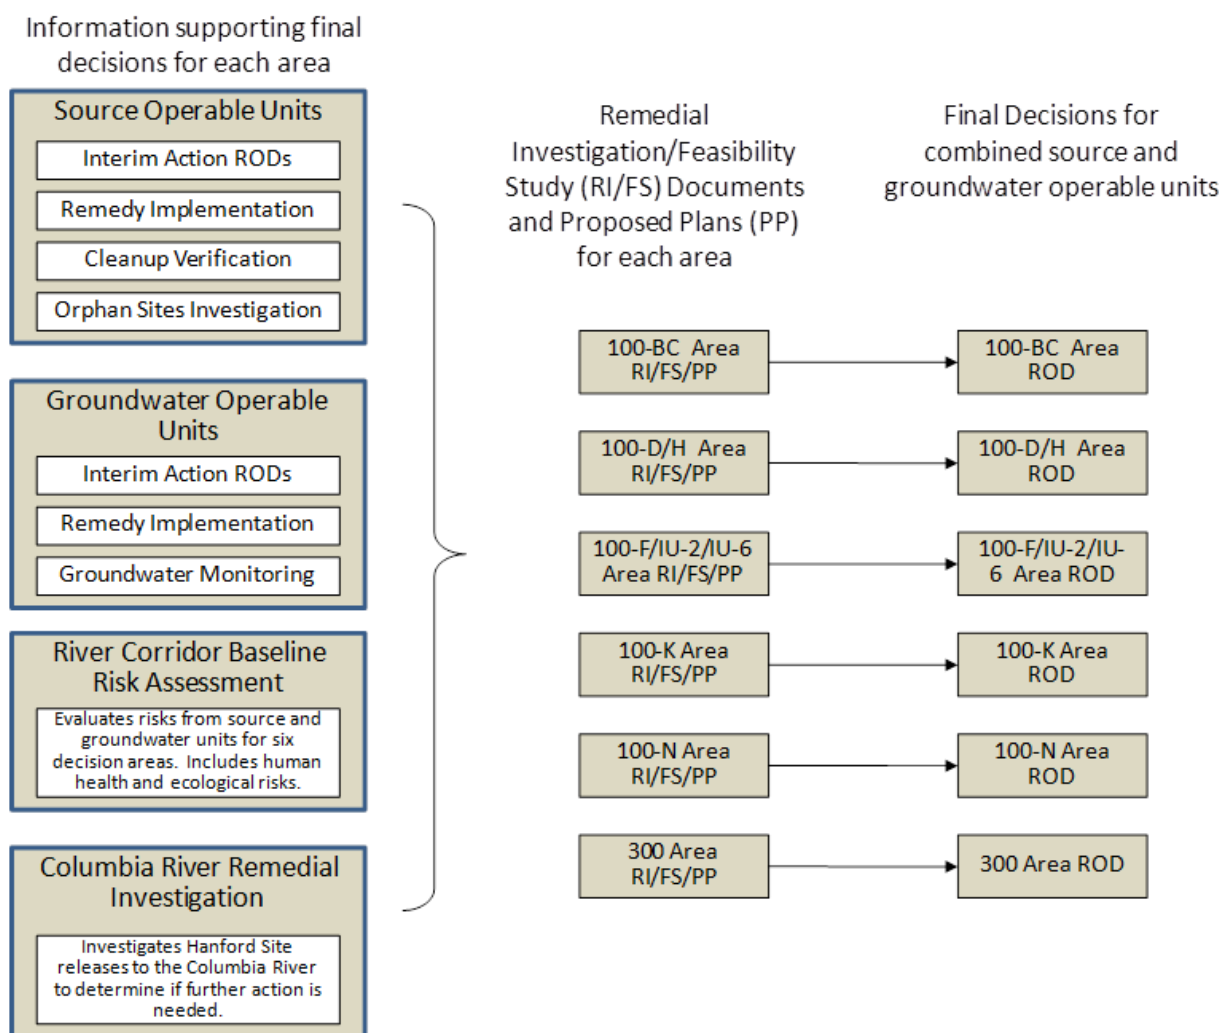 Information supporting final
decisions for each area
Source Operable Units
Interim Action RODs
Remedy Implementation
Cleanup Verification
Orphan Sites Investigation
Groundwater Operable
Units
Interim Action RODs
Remedy Implementation
Groundwater Monitoring
River Corridor Baseline
Risk Assessment
Evaluates risks from source and
groundwater units for six
decision areas. Includes human
health and ecological risks.
Columbia River Remedial
Investigation
Investigates Hanford Site
releases to the Columbia River
to determine if further action is
needed.
Remedial
Investigation/Feasibility
Study (RI/FS) Documents
and Proposed Plans (PP)
for each area
Final Decisions for
combined source and
groundwater operable units
100-BC Area
RI/FS/PP
100-BC Area
ROD
100-D/H Area
RI/FS/PP
100-D/H Area
ROD
100-F/IU-2/IU-6
Area RI/FS/PP
100-F/IU-2/IU-
6 Area ROD
100-K Area
RI/FS/PP
100-K Area
ROD
100-N Area
RI/FS/PP
100-N Area
ROD
300 Area
RI/FS/PP
300 Area ROD